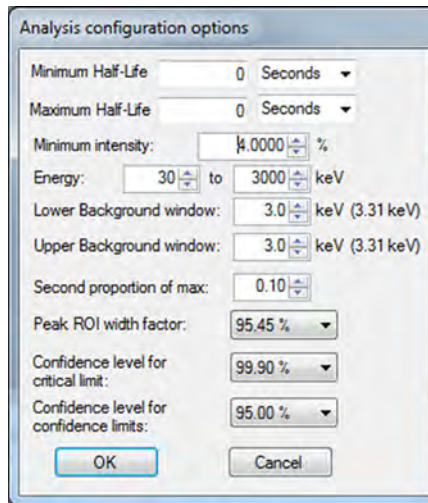 Analysis configuration options
Minimum Half-Life 0 Seconds
Maximum Half-Life 0 Seconds
Minimum intensity: 4.0000 %
Energy: 30 to 3000 keV
Lower Background window: 3.0 keV (3.31 keV)
Upper Background window: 3.0 keV (3.31 keV)
Second proportion of max: 0.10
Peak ROI width factor: 95.45 %
Confidence level for
critical limit: 99.90 %
Confidence level for
confidence limits: 95.00 %
OK Cancel